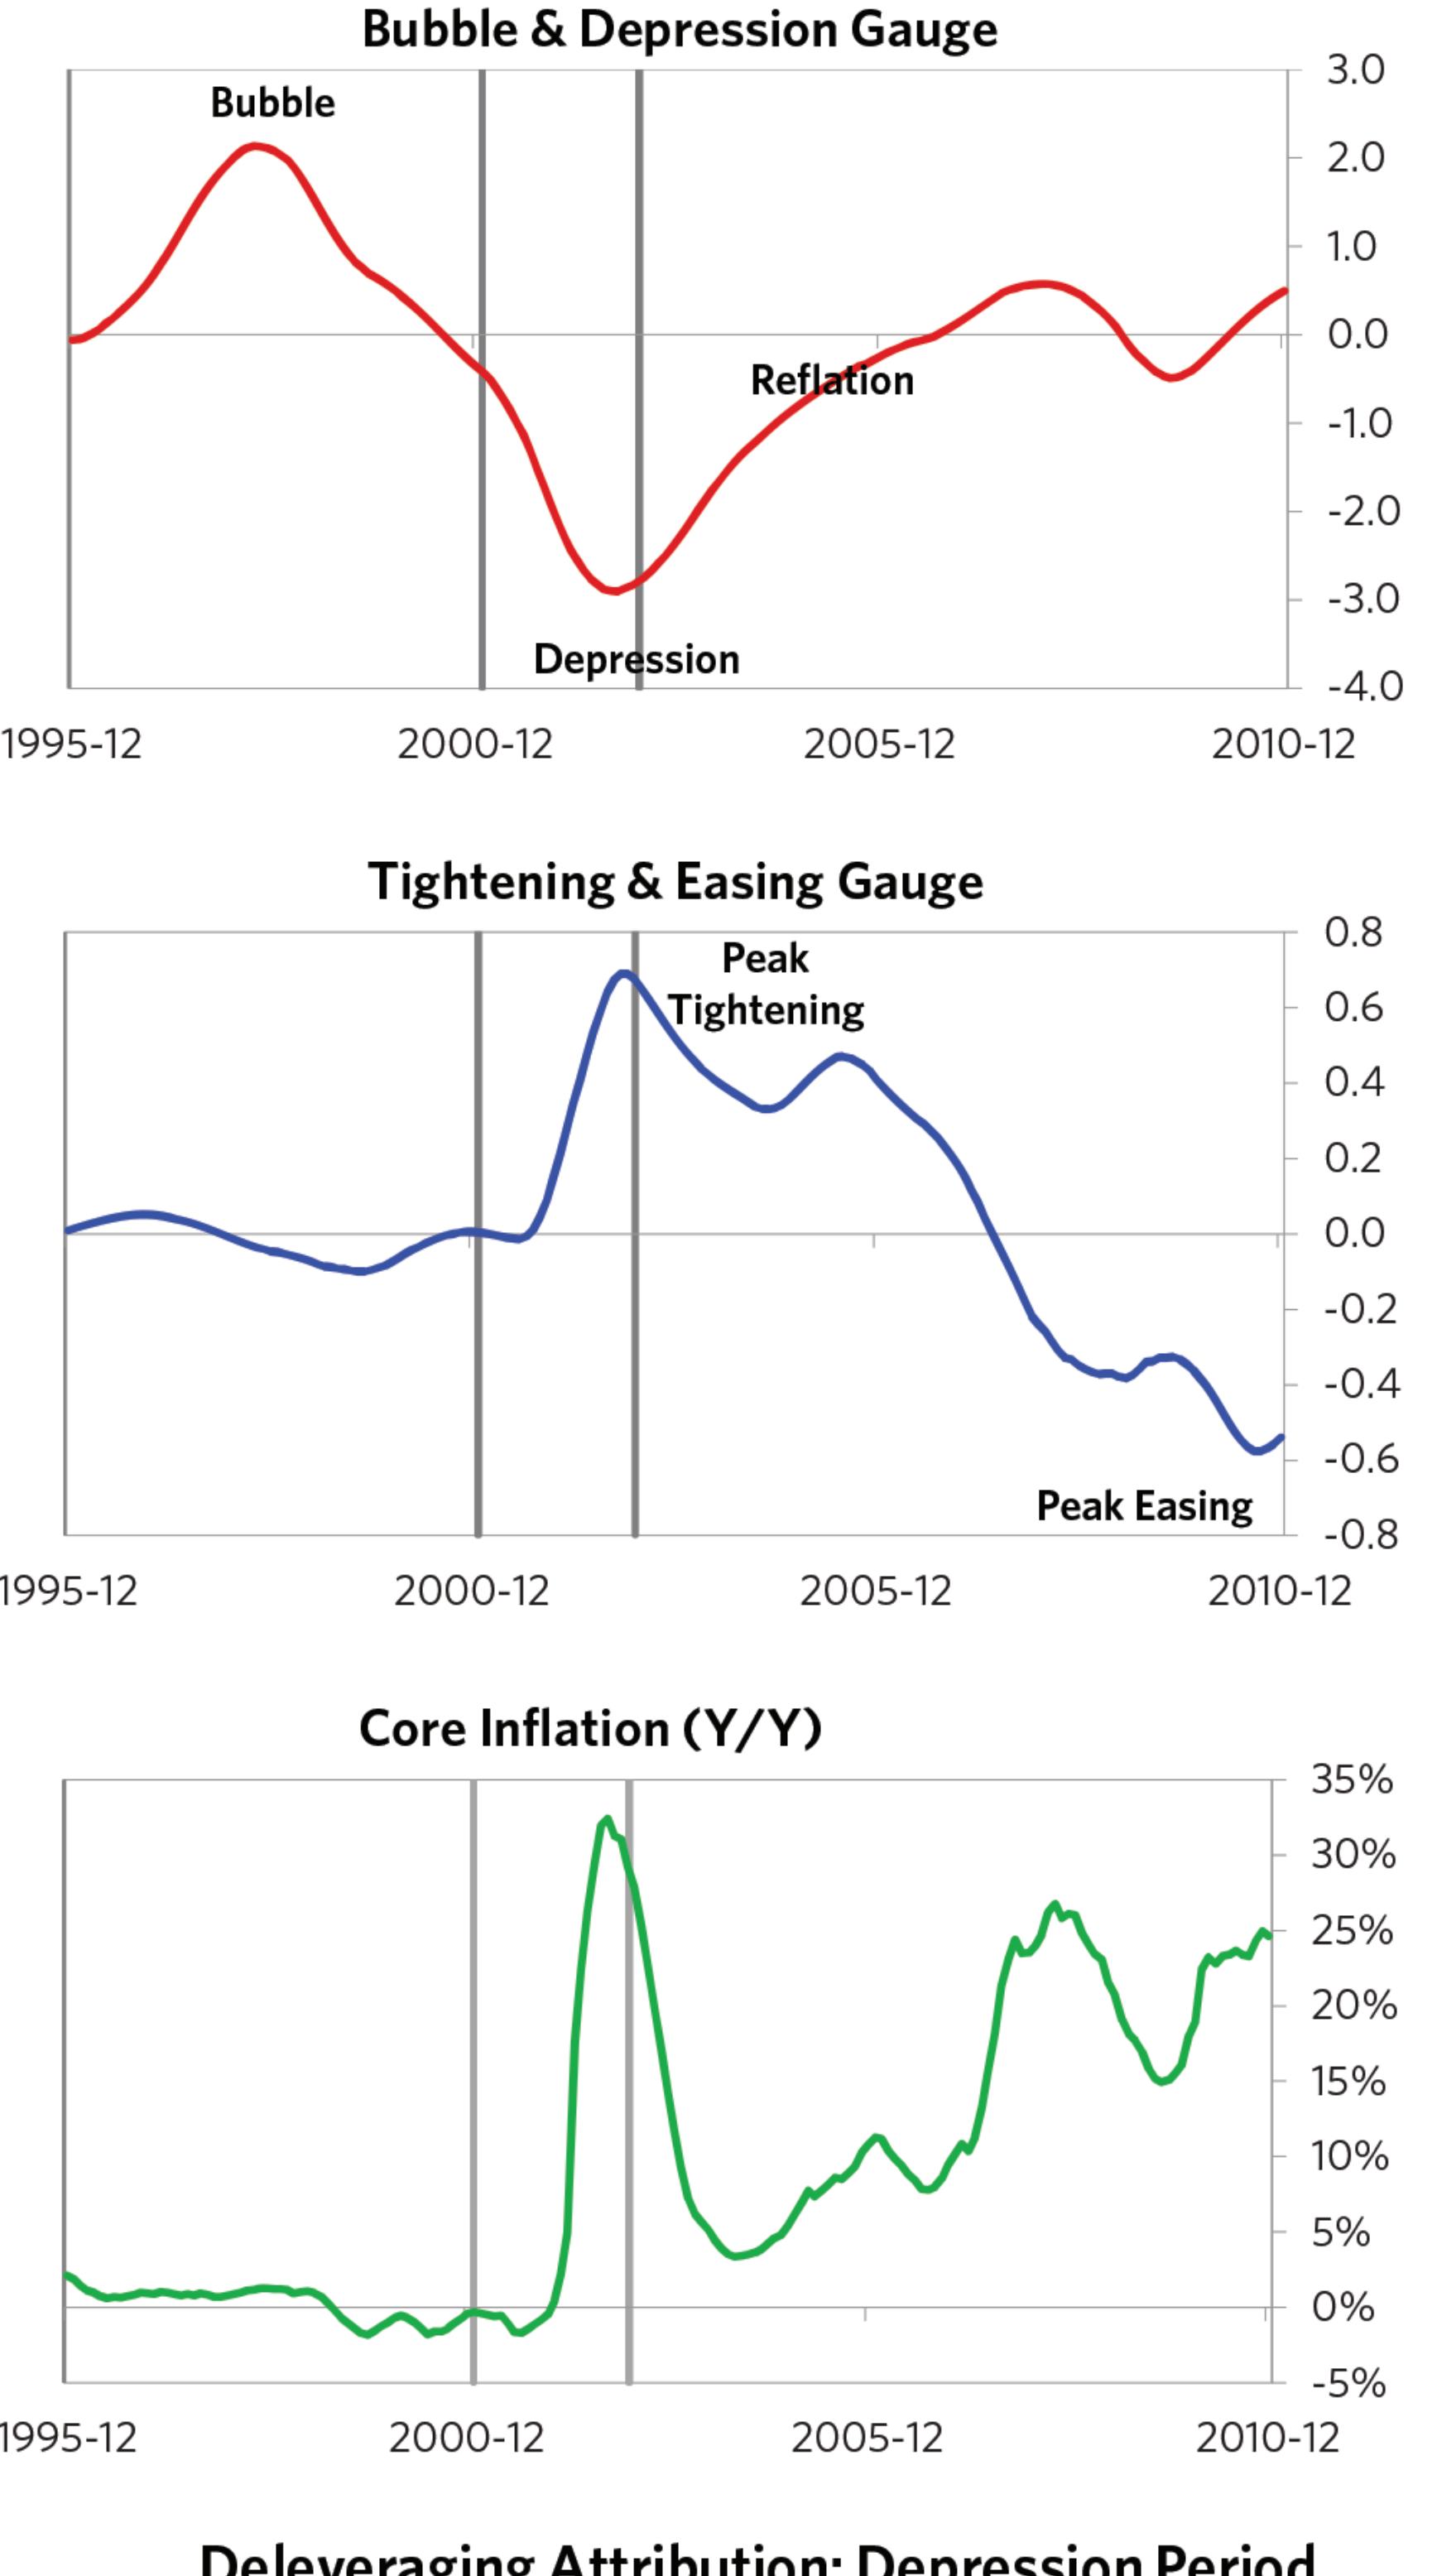 Bubble & Depression Gauge
3.0
Bubble
2.0
1.0
0.0
Reflation
-1.0
-2.0
-3.0
Depression
-4.0
1995-12 2000-12 2005-12 2010-12
Tightening & Easing Gauge
0.8
Peak
Tightening
0.6
0.4
0.2
0.0
-0.2
-0.4
-0.6
Peak Easing
-0.8
1995-12 2000-12 2005-12 2010-12
Core Inflation (Y/Y)
35%
30%
25%
20%
15%
10%
5%
0%
-5%
1995-12 2000-12 2005-12 2010-12
Deleveraging Attribution: Depression Period